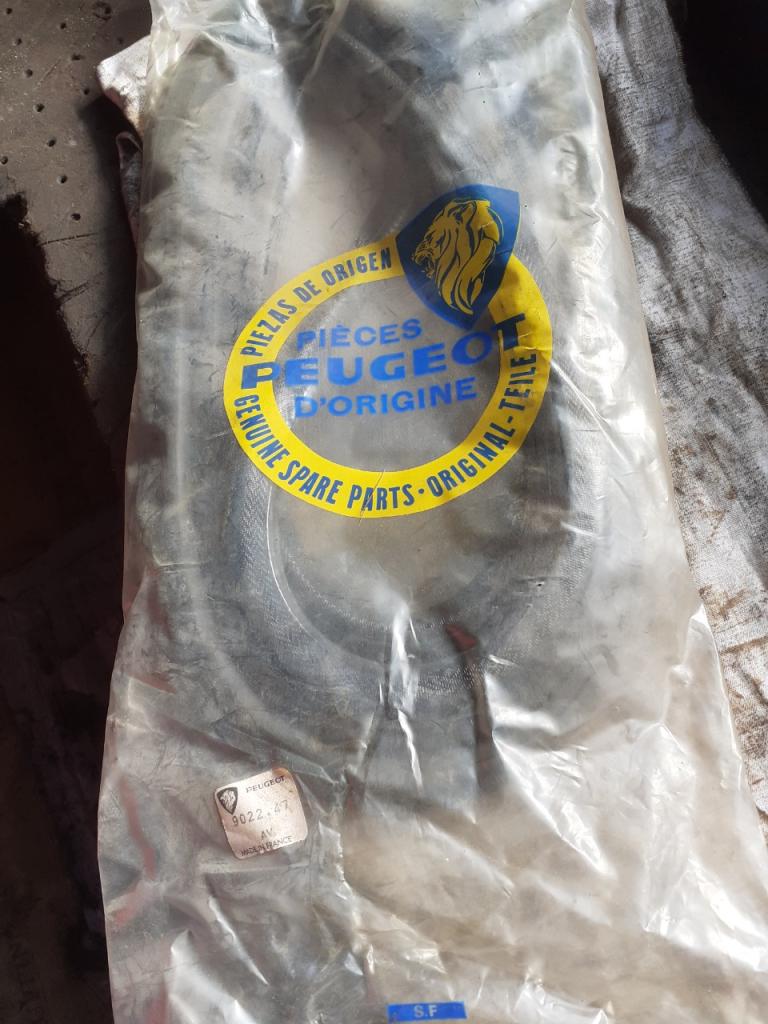 PIEZAS DE ORIGEN
PIÈCES
PEUGEOT
D'ORIGINE
GENUINE SPARE PARTS · ORIGINAL-TEILE
PEUGEOT
9022.47
AV
MADE IN FRANCE
S.F